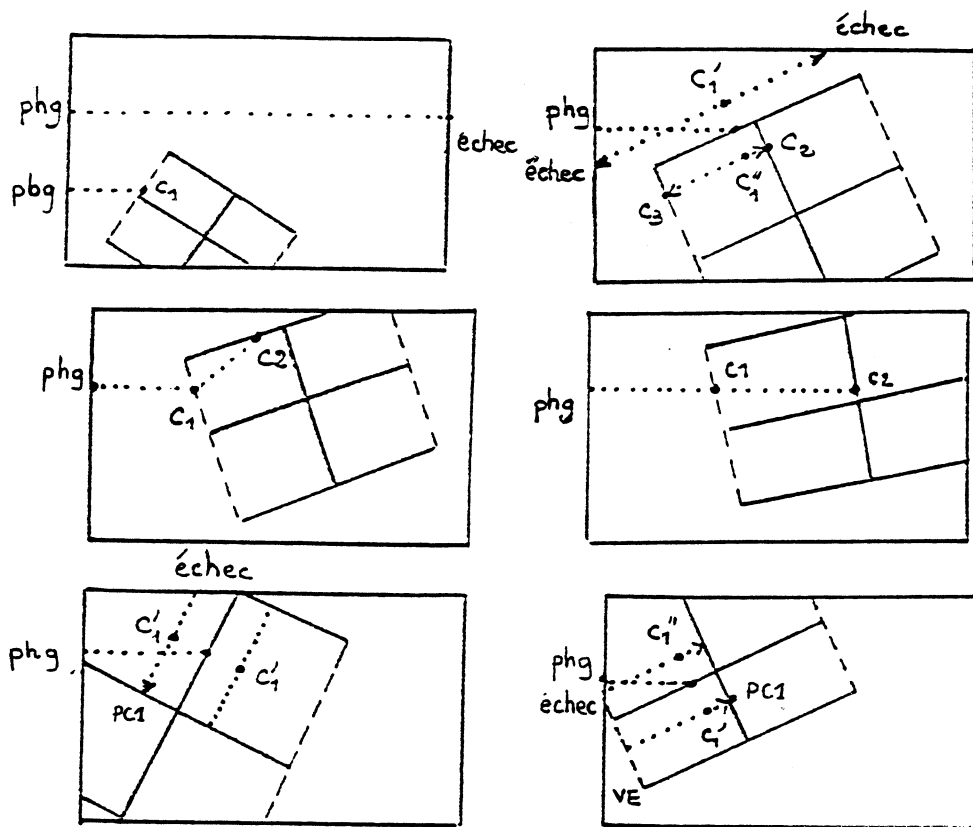 phg
échec
pbg
C1
échec
C1'
phg
C2
échec
C1"
C3
phg
C2
C1
C1
C2
phg
échec
C1'
phg
C1'
PC1
C1"
phg
échec
PC1
C1'
VE